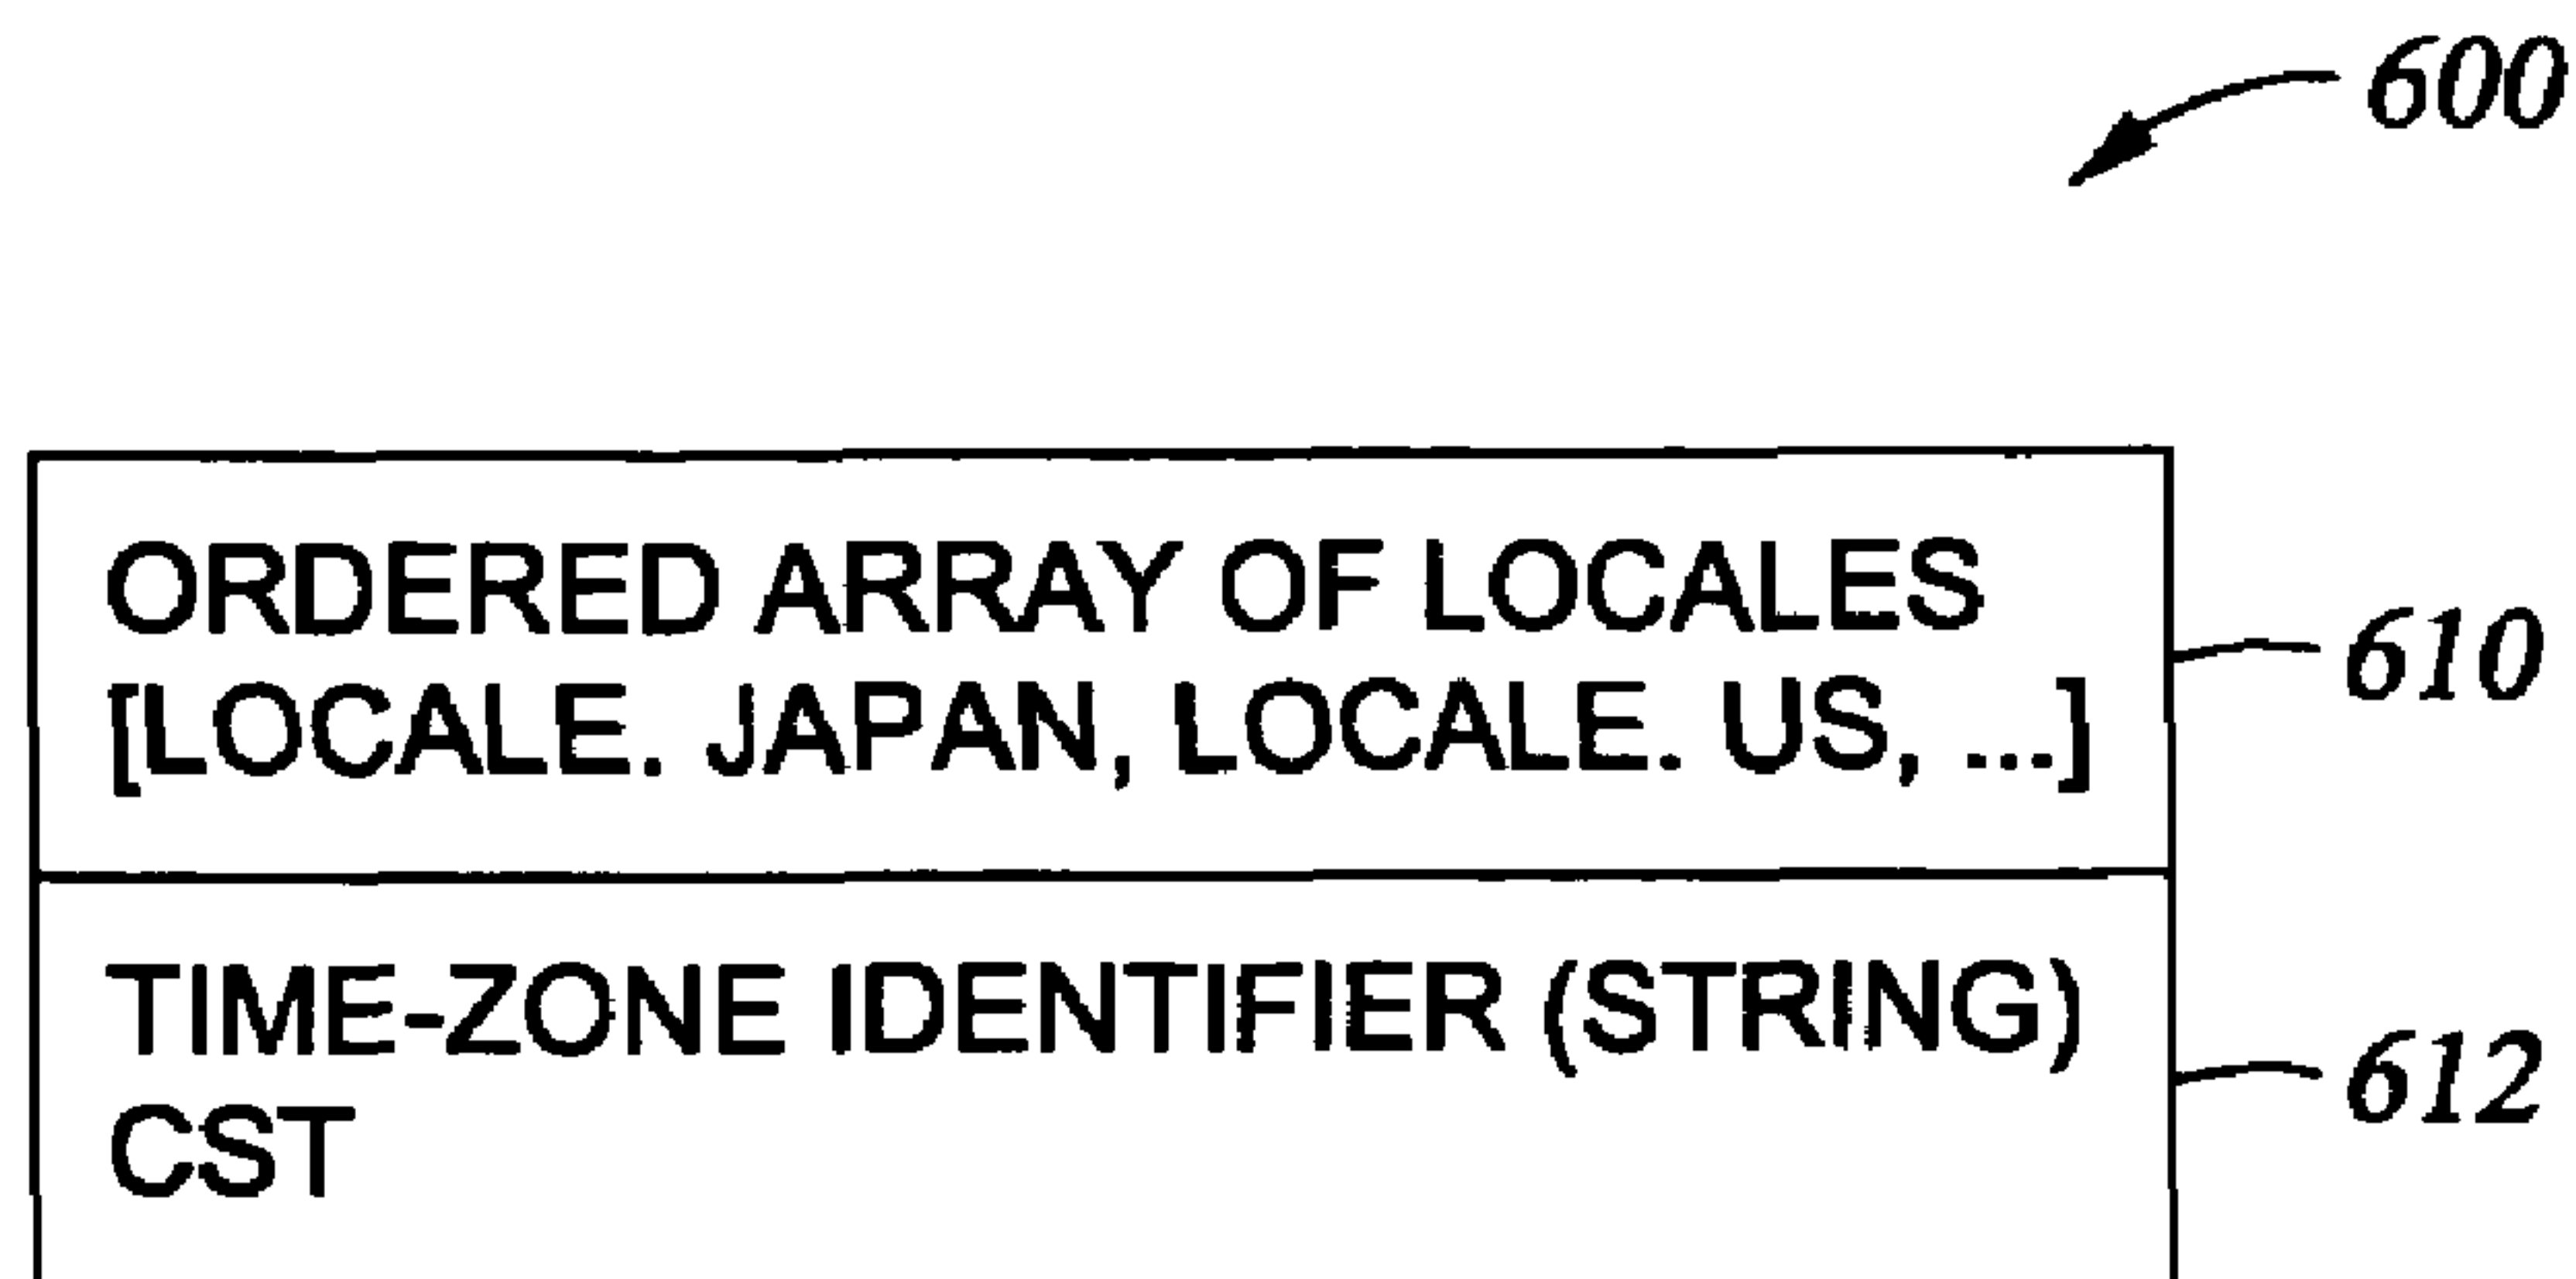 600
ORDERED ARRAY OF LOCALES
[LOCALE. JAPAN, LOCALE. US, ...]
610
TIME-ZONE IDENTIFIER (STRING)
CST
612